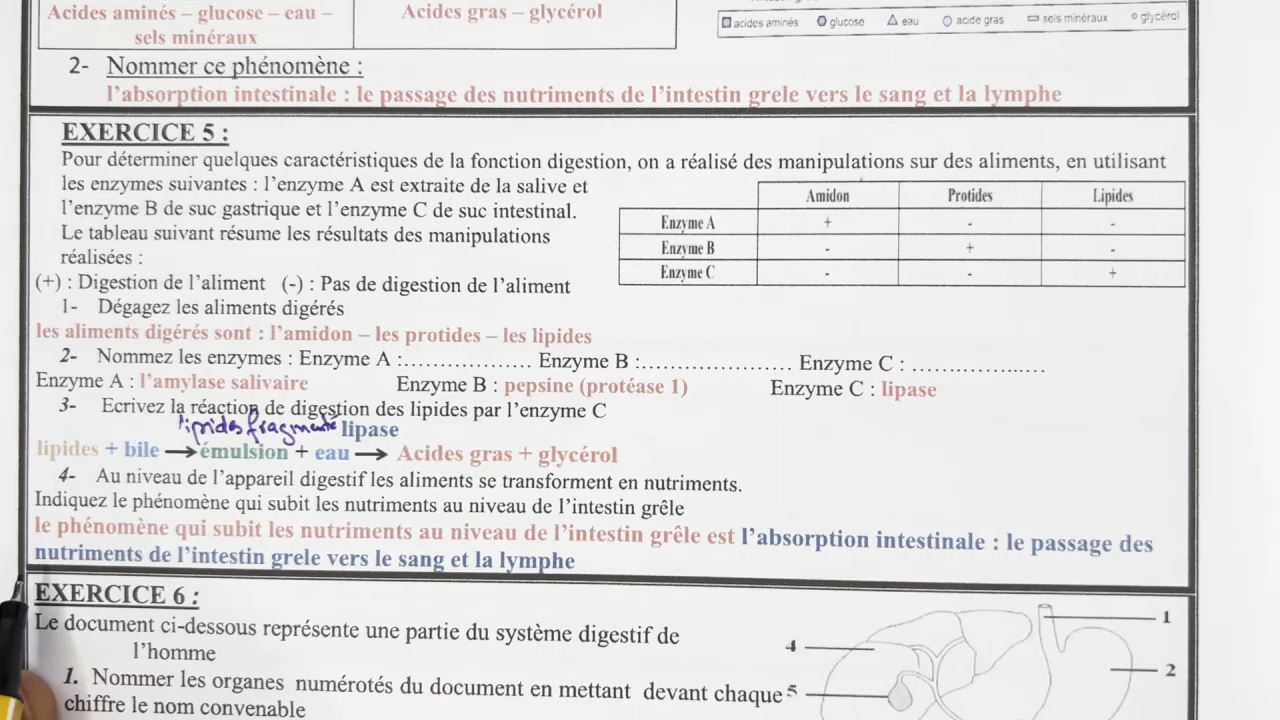 Acides aminés – glucose – eau –
sels minéraux
Acides gras – glycérol
acides aminés glucose eau acide gras sels minéraux glycérol
2- Nommer ce phénomène :
l'absorption intestinale : le passage des nutriments de l'intestin grele vers le sang et la lymphe
EXERCICE 5 :
Pour déterminer quelques caractéristiques de la fonction digestion, on a réalisé des manipulations sur des aliments, en utilisant
les enzymes suivantes : l'enzyme A est extraite de la salive et
l'enzyme B de suc gastrique et l'enzyme C de suc intestinal.
Le tableau suivant résume les résultats des manipulations
réalisées :
Amidon Protides Lipides
Enzyme A + - -
Enzyme B - + -
Enzyme C - - +
(+) : Digestion de l'aliment (-) : Pas de digestion de l'aliment
1- Dégagez les aliments digérés
les aliments digérés sont : l'amidon – les protides – les lipides
2- Nommez les enzymes : Enzyme A :.................. Enzyme B :..................... Enzyme C : ......................
Enzyme A : l'amylase salivaire Enzyme B : pepsine (protéase 1) Enzyme C : lipase
3- Ecrivez la réaction de digestion des lipides par l'enzyme C
lipides fragmenté lipase
lipides + bile → émulsion + eau → Acides gras + glycérol
4- Au niveau de l'appareil digestif les aliments se transforment en nutriments.
Indiquez le phénomène qui subit les nutriments au niveau de l'intestin grêle
le phénomène qui subit les nutriments au niveau de l'intestin grêle est l'absorption intestinale : le passage des
nutriments de l'intestin grele vers le sang et la lymphe
EXERCICE 6 :
Le document ci-dessous représente une partie du système digestif de
l'homme
1. Nommer les organes numérotés du document en mettant devant chaque
chiffre le nom convenable
1
4
2
5